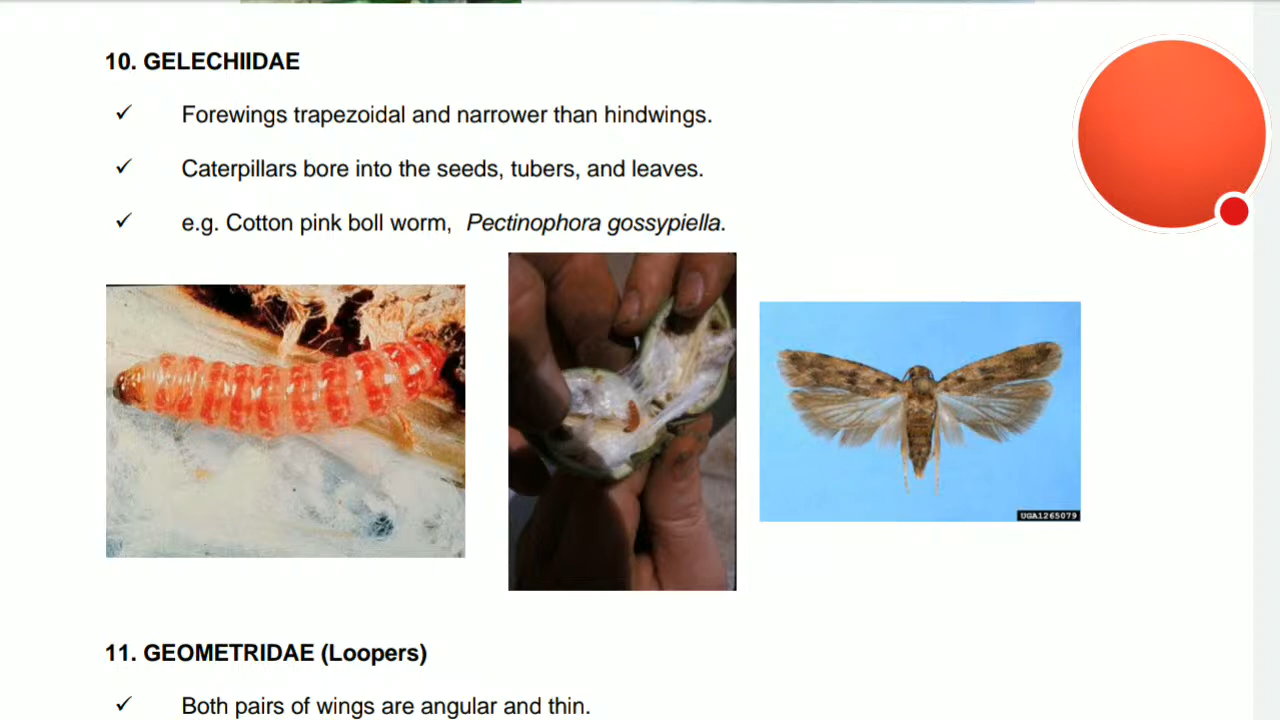 10. GELECHIIDAE
✓ Forewings trapezoidal and narrower than hindwings.
✓ Caterpillars bore into the seeds, tubers, and leaves.
✓ e.g. Cotton pink boll worm, Pectinophora gossypiella.
UGA1265079
11. GEOMETRIDAE (Loopers)
✓ Both pairs of wings are angular and thin.